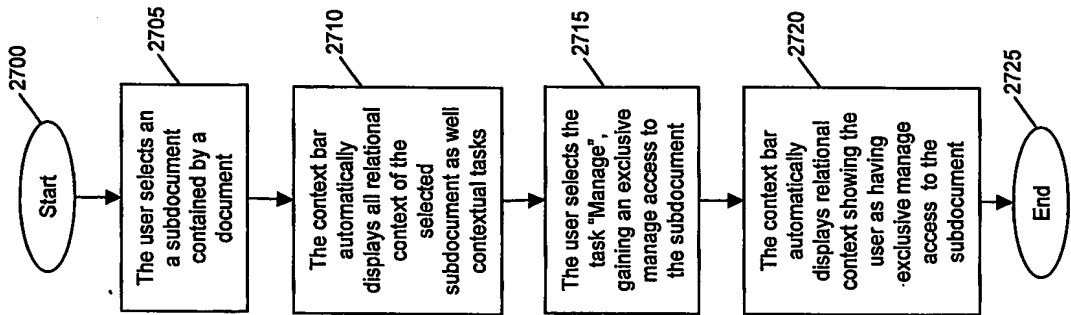 2700
Start
2705
The user selects an
a subdocument
contained by a
document
2710
The context bar
automatically
displays all relational
context of the
selected
subdocument as well
contextual tasks
2715
The user selects the
task "Manage",
gaining an exclusive
manage access to
the subdocument
2720
The context bar
automatically
displays relational
context showing the
user as having
exclusive manage
access to the
subdocument
2725
End